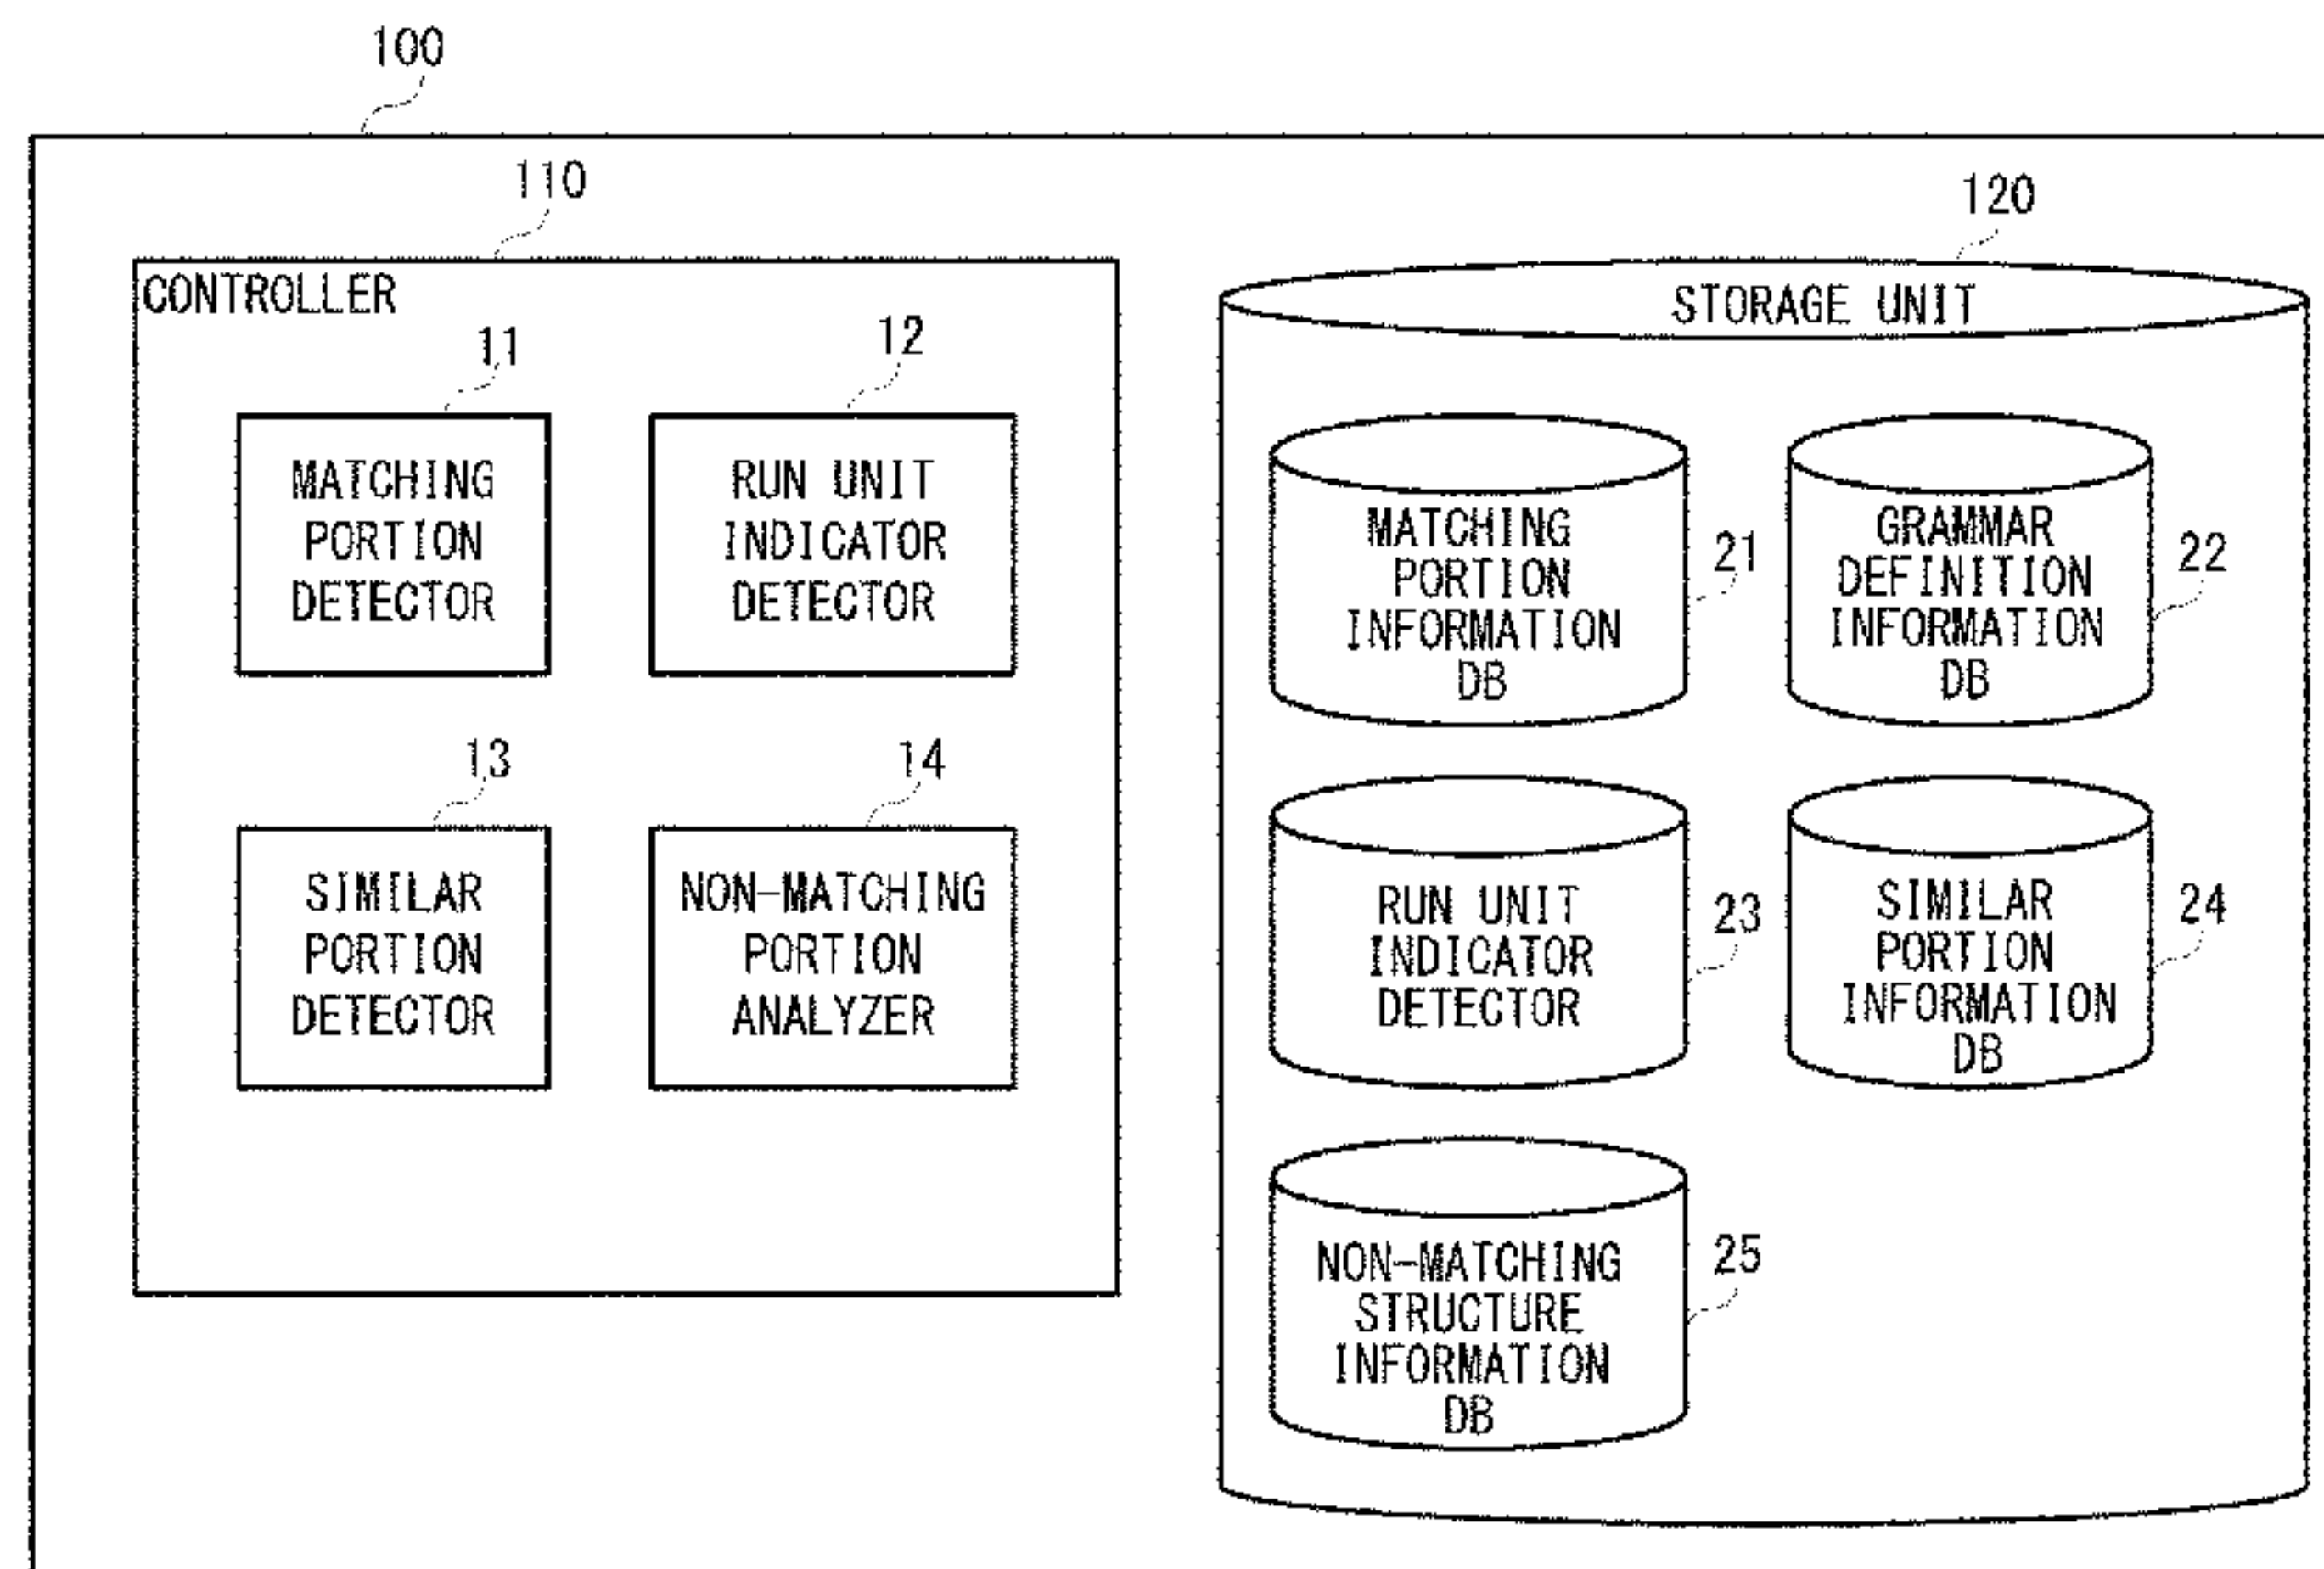 100
110
120
CONTROLLER
STORAGE UNIT
11
12
MATCHING
PORTION
DETECTOR
RUN UNIT
INDICATOR
DETECTOR
13
14
SIMILAR
PORTION
DETECTOR
NON-MATCHING
PORTION
ANALYZER
MATCHING
PORTION
INFORMATION
DB
21
GRAMMAR
DEFINITION
INFORMATION
DB
22
RUN UNIT
INDICATOR
DETECTOR
23
SIMILAR
PORTION
INFORMATION
DB
24
NON-MATCHING
STRUCTURE
INFORMATION
DB
25